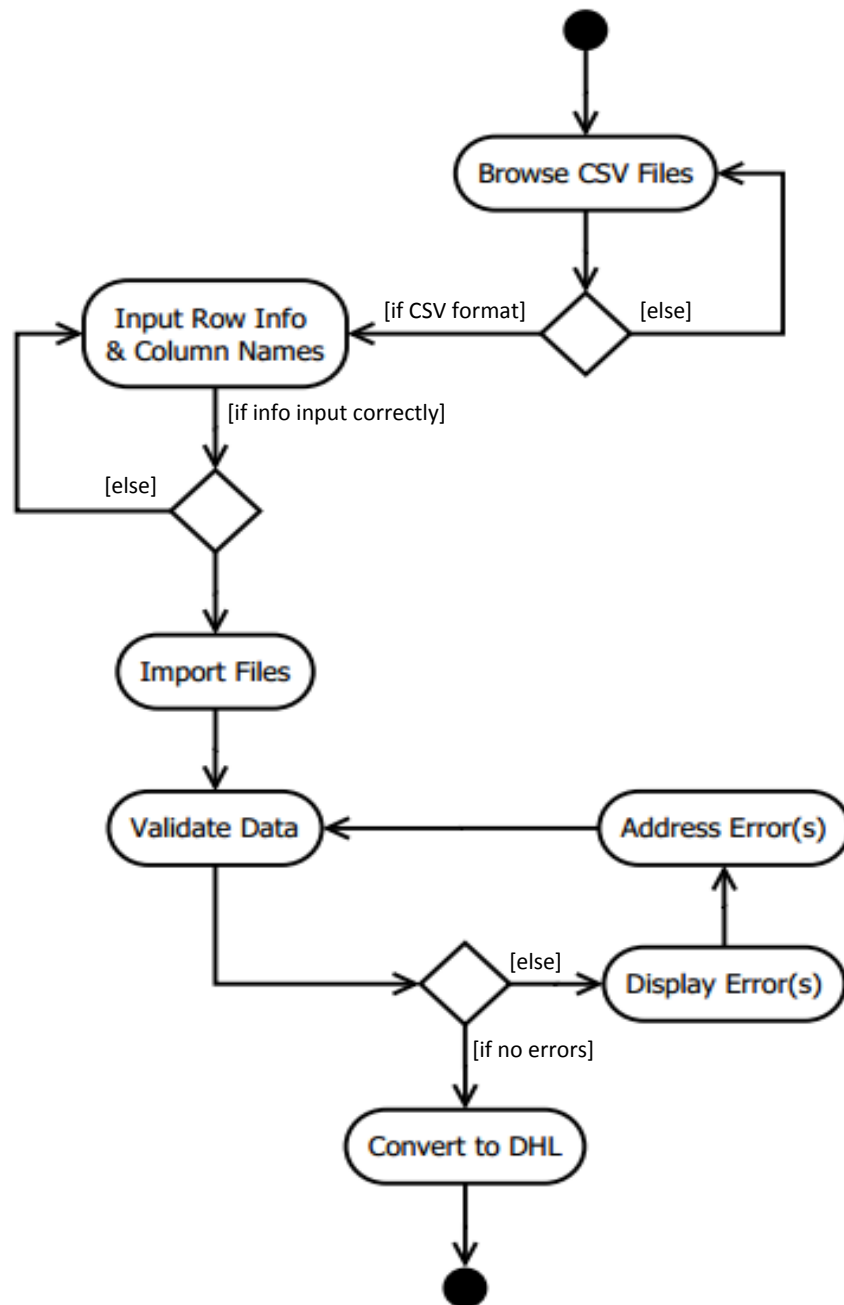 Browse CSV Files
[if CSV format]
[else]
Input Row Info
& Column Names
[if info input correctly]
[else]
Import Files
Validate Data
Address Error(s)
[else]
Display Error(s)
[if no errors]
Convert to DHL